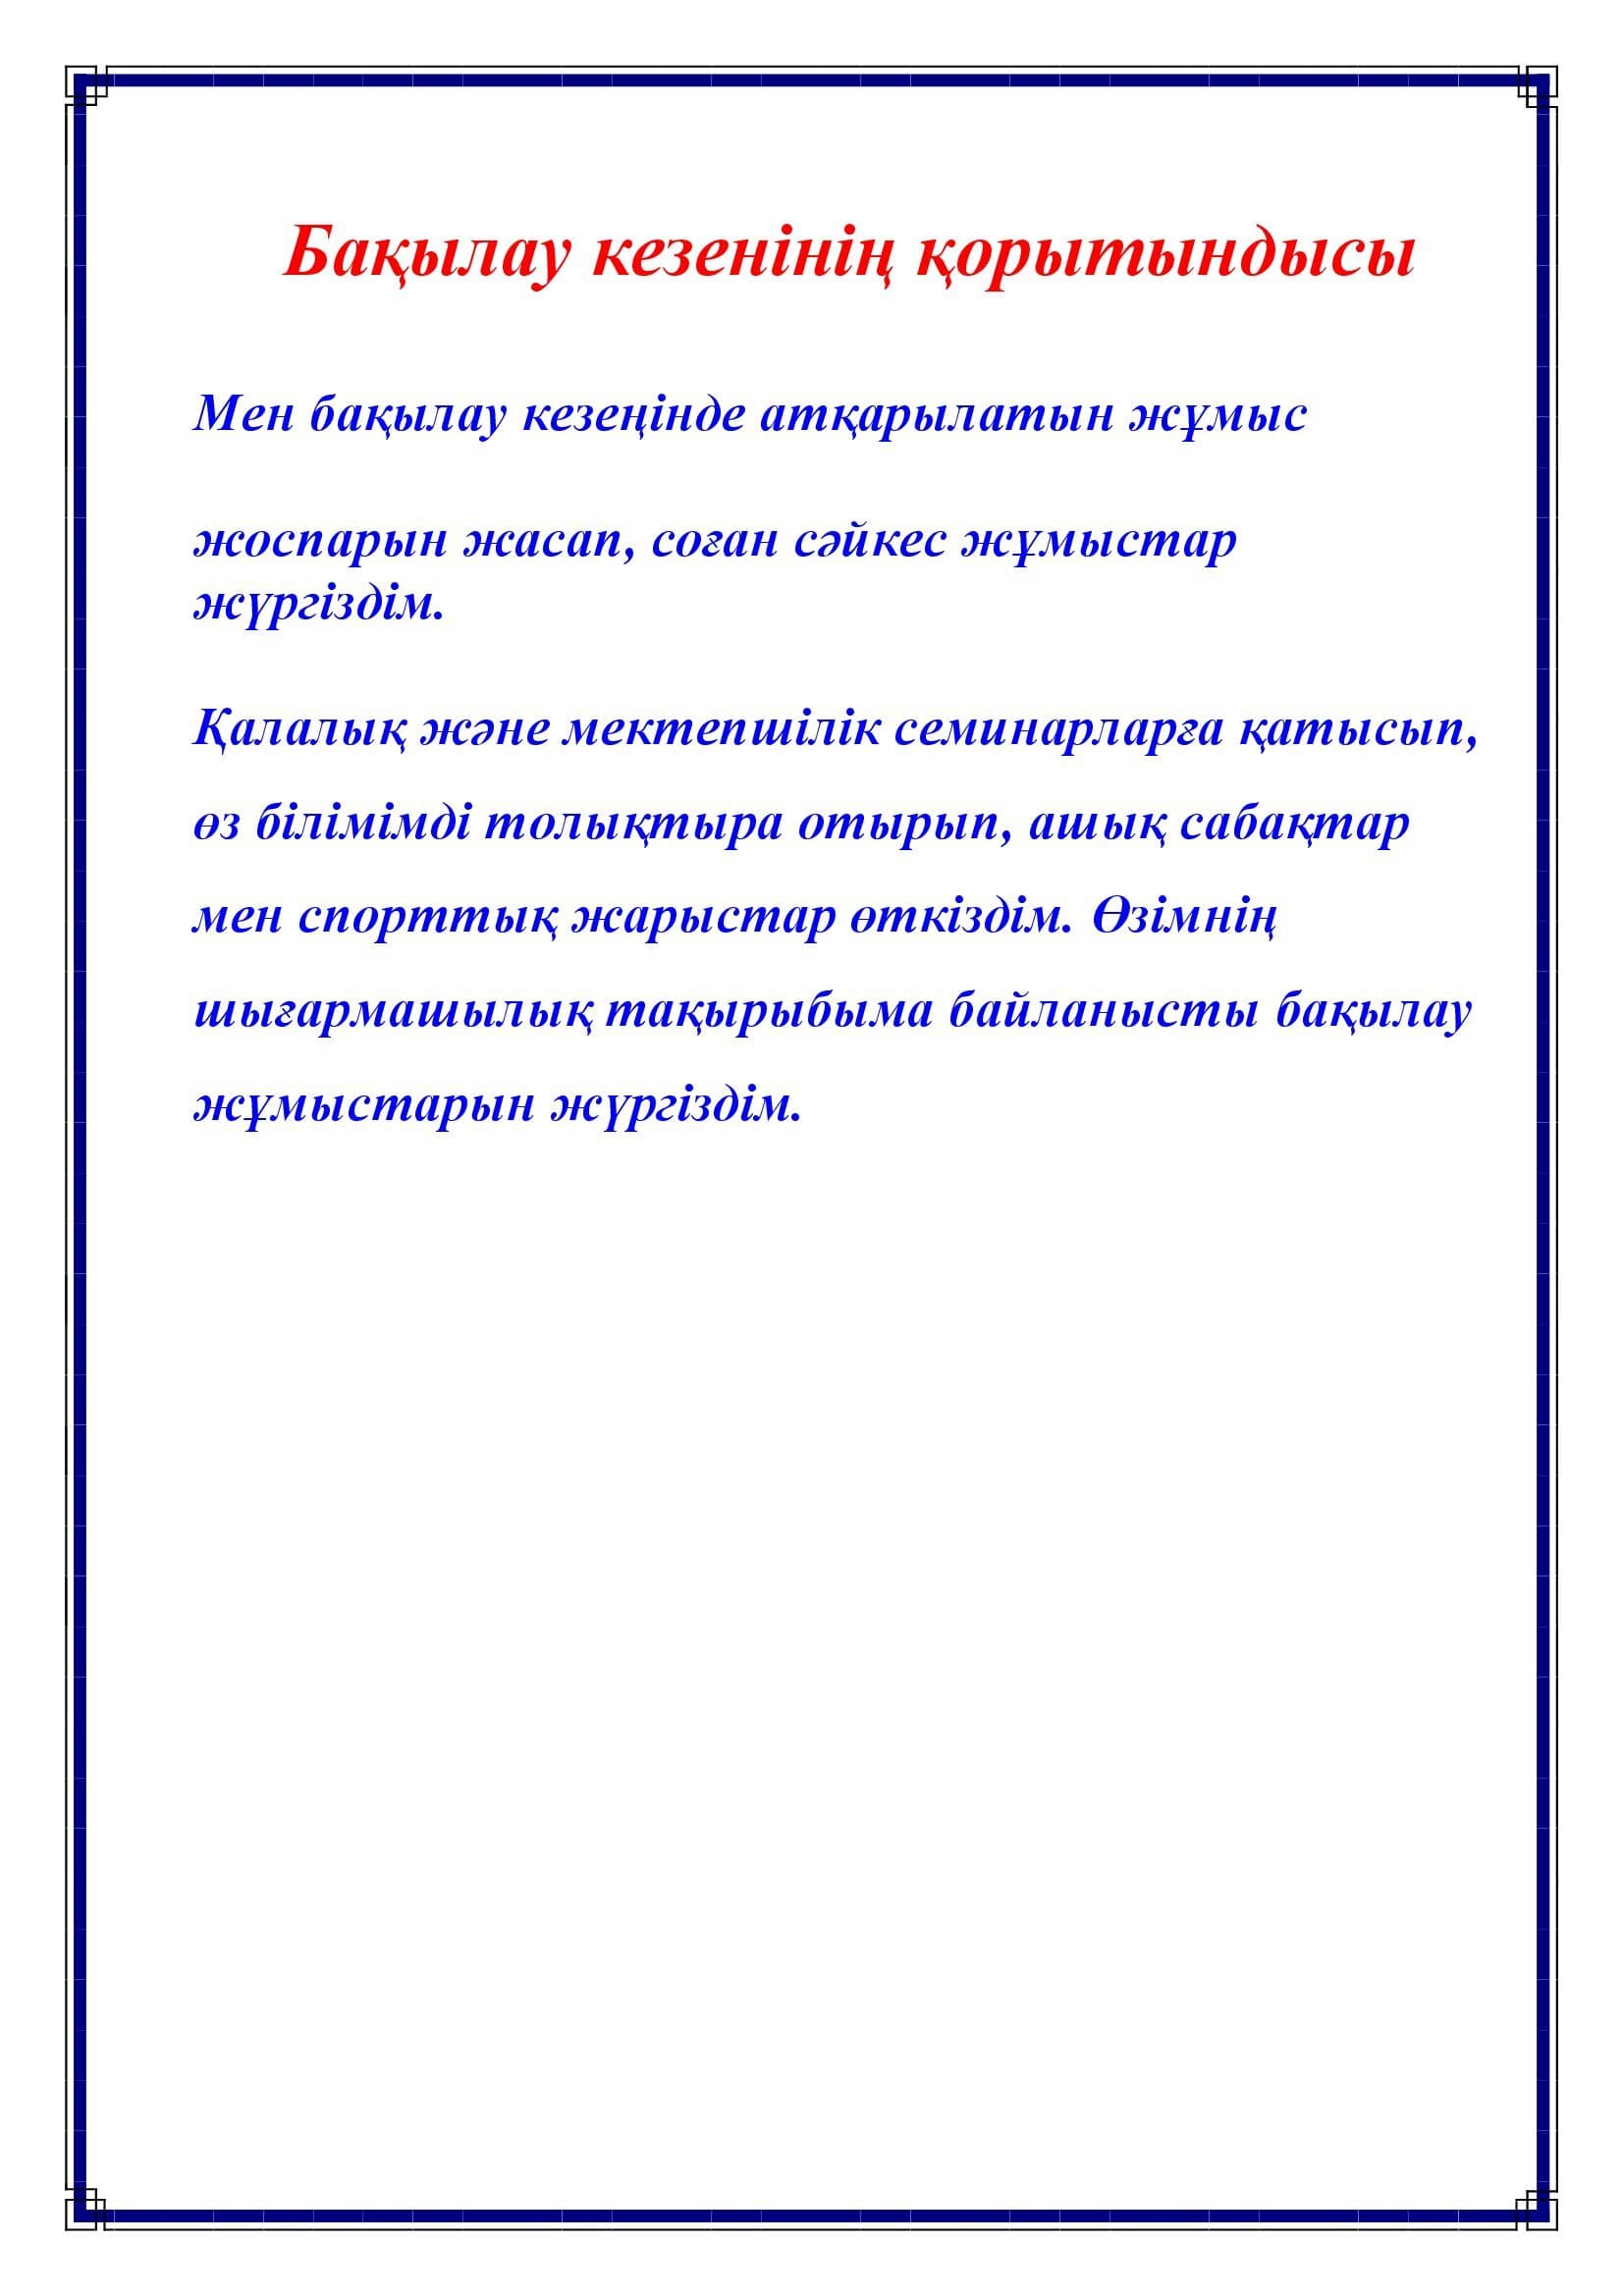 Бақылау кезенінің қорытындысы
Мен бақылау кезеңінде атқарылатын жұмыс
жоспарын жасап, соған сәйкес жұмыстар
жүргіздім.
Қалалық және мектепшілік семинарларға қатысып,
өз білімімді толықтыра отырып, ашық сабақтар
мен спорттық жарыстар өткіздім. Өзімнің
шығармашылық тақырыбыма байланысты бақылау
жұмыстарын жүргіздім.